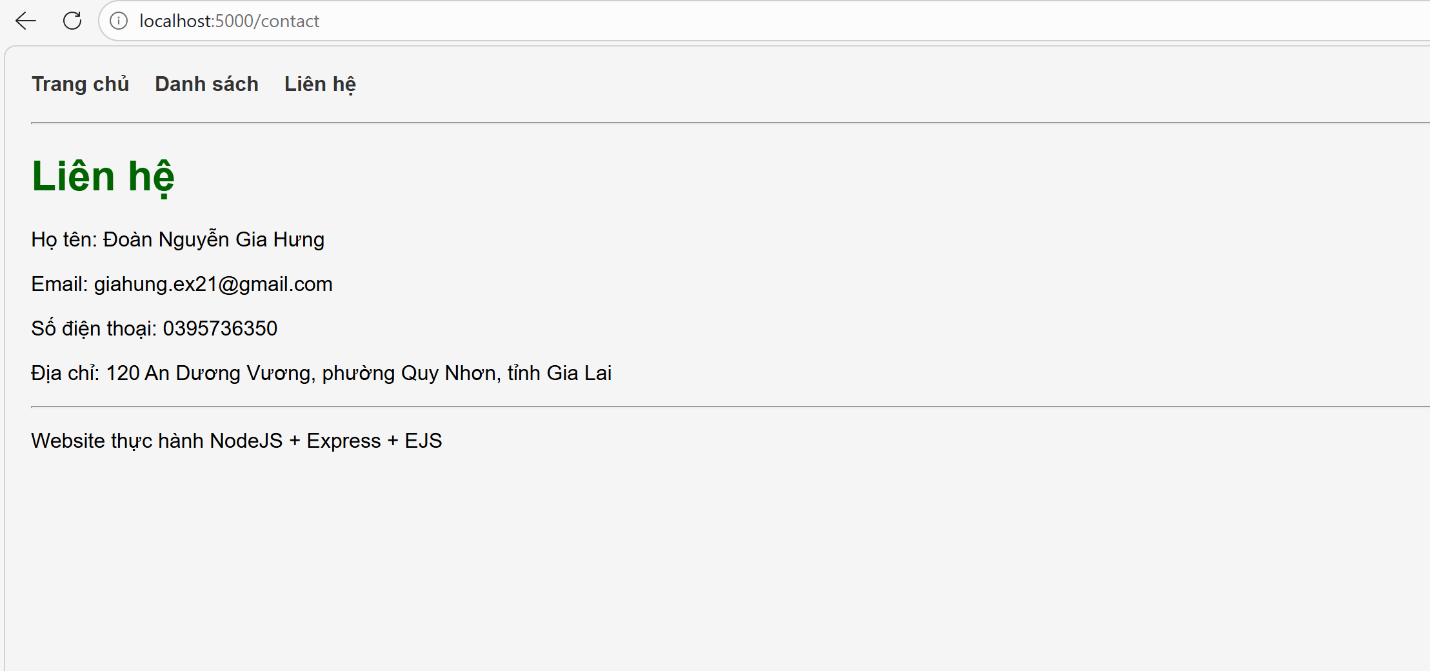 localhost:5000/contact
Trang chủ Danh sách Liên hệ
Liên hệ
Họ tên: Đoàn Nguyễn Gia Hưng
Email: giahung.ex21@gmail.com
Số điện thoại: 0395736350
Địa chỉ: 120 An Dương Vương, phường Quy Nhơn, tỉnh Gia Lai
Website thực hành NodeJS + Express + EJS